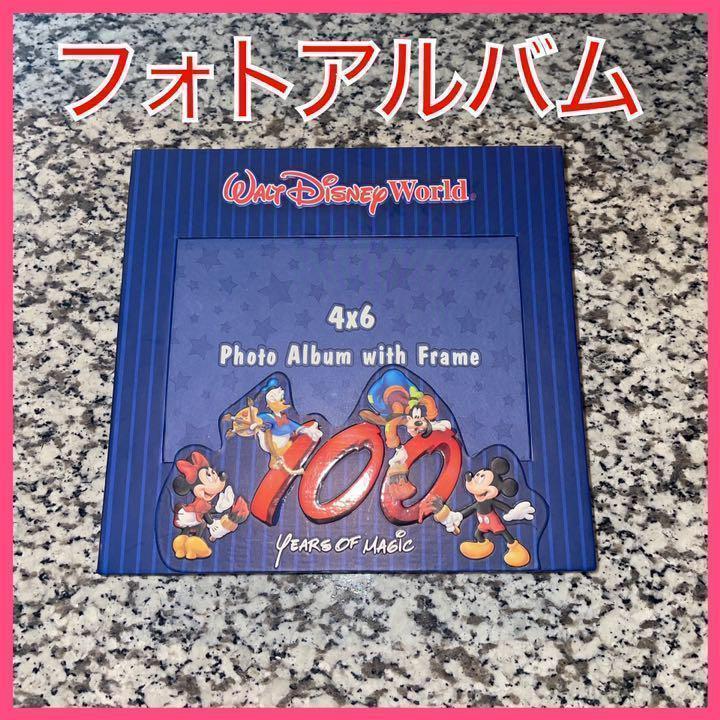 フォトアルバム
WALT DISNEY World
4x6
Photo Album with Frame
100
YEARS OF MAGIC